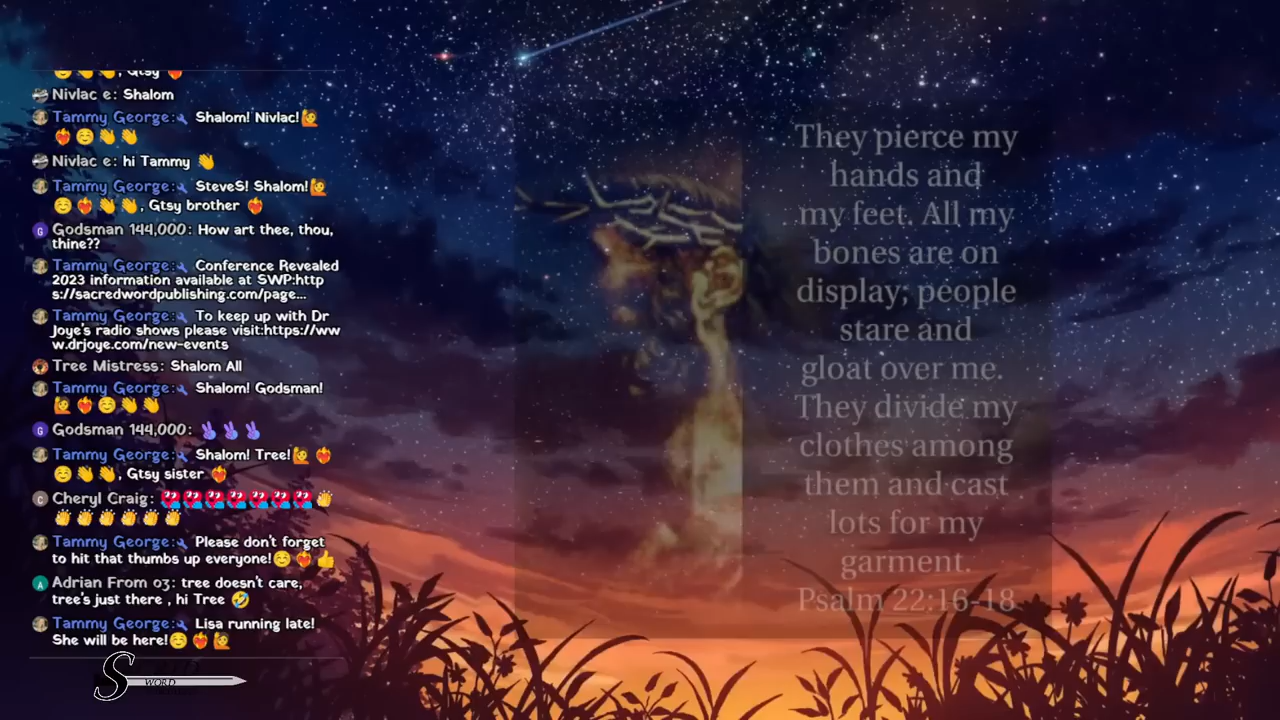 ☺️👋👋, Gtsy ❤️‍🔥
Nivlac e: Shalom
Tammy George: Shalom! Nivlac!🙋
❤️‍🔥☺️👋👋
Nivlac e: hi Tammy 👋
Tammy George: SteveS! Shalom!🙋
☺️❤️‍🔥👋👋, Gtsy brother ❤️‍🔥
G Godsman 144,000: How art thee, thou,
thine??
Tammy George: Conference Revealed
2023 information available at SWP:http
s://sacredwordpublishing.com/page...
Tammy George: To keep up with Dr
Joye's radio shows please visit:https://ww
w.drjoye.com/new-events
Tree Mistress: Shalom All
Tammy George: Shalom! Godsman!
🙋❤️‍🔥☺️👋👋
G Godsman 144,000: ✌️✌️✌️
Tammy George: Shalom! Tree!🙋❤️‍🔥
☺️👋👋, Gtsy sister ❤️‍🔥
C Cheryl Craig: 👏
👏👏👏👏👏👏
Tammy George: Please don't forget
to hit that thumbs up everyone!☺️❤️‍🔥👍
A Adrian From o3: tree doesn't care,
tree's just there , hi Tree 🤣
Tammy George: Lisa running late!
She will be here!☺️❤️‍🔥🙋
They pierce my
hands and
my feet. All my
bones are on
display; people
stare and
gloat over me.
They divide my
clothes among
them and cast
lots for my
garment.
Psalm 22:16-18
S
WORD